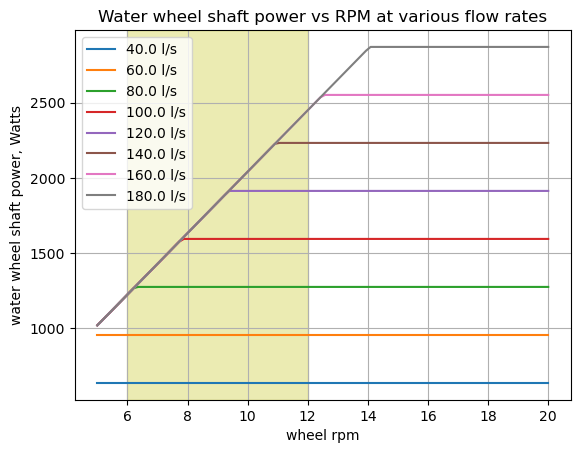 Water wheel shaft power vs RPM at various flow rates
40.0 l/s
60.0 l/s
80.0 l/s
100.0 l/s
120.0 l/s
140.0 l/s
160.0 l/s
180.0 l/s
water wheel shaft power, Watts
2500
2000
1500
1000
6 8 10 12 14 16 18 20
wheel rpm